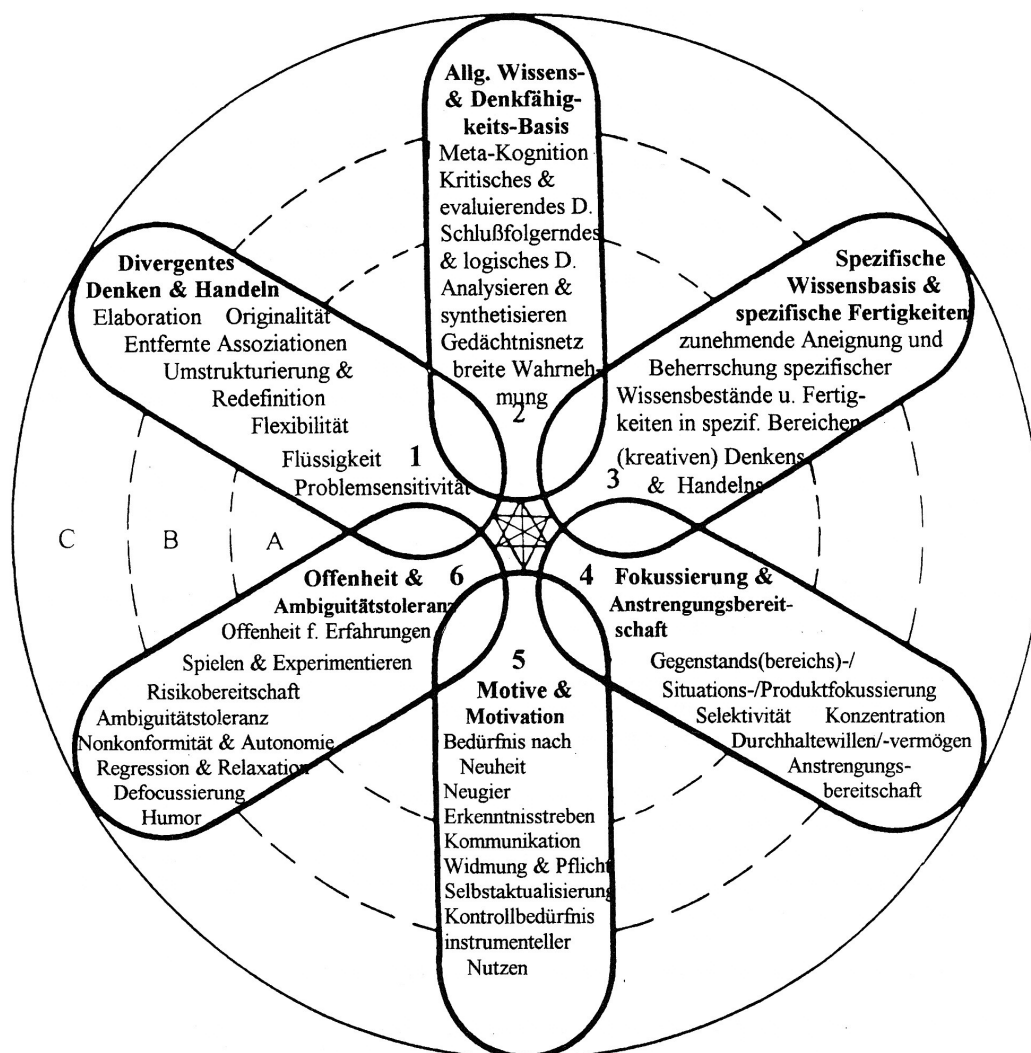 Allg. Wissens-
& Denkfähig-
keits-Basis
Meta-Kognition
Kritisches &
evaluierendes D.
Schlußfolgerndes
& logisches D.
Analysieren &
synthetisieren
Gedächtnisnetz
breite Wahrneh-
mung
2
Divergentes
Denken & Handeln
Elaboration Originalität
Entfernte Assoziationen
Umstrukturierung &
Redefinition
Flexibilität
Flüssigkeit 1
Problemsensitivität
Spezifische
Wissensbasis &
spezifische Fertigkeiten
zunehmende Aneignung und
Beherrschung spezifischer
Wissensbestände u. Fertig-
keiten in spezif. Bereichen
(kreativen) Denkens
3 & Handelns
C B A
Offenheit & 6
Ambiguitätstoleranz
Offenheit f. Erfahrungen
Spielen & Experimentieren
Risikobereitschaft
Ambiguitätstoleranz
Nonkonformität & Autonomie
Regression & Relaxation
Defocussierung
Humor
5
Motive &
Motivation
Bedürfnis nach
Neuheit
Neugier
Erkenntnisstreben
Kommunikation
Widmung & Pflicht
Selbstaktualisierung
Kontrollbedürfnis
instrumenteller
Nutzen
4 Fokussierung &
Anstrengungsbereit-
schaft
Gegenstands(bereichs)-/
Situations-/Produktfokussierung
Selektivität Konzentration
Durchhaltewillen/-vermögen
Anstrengungs-
bereitschaft